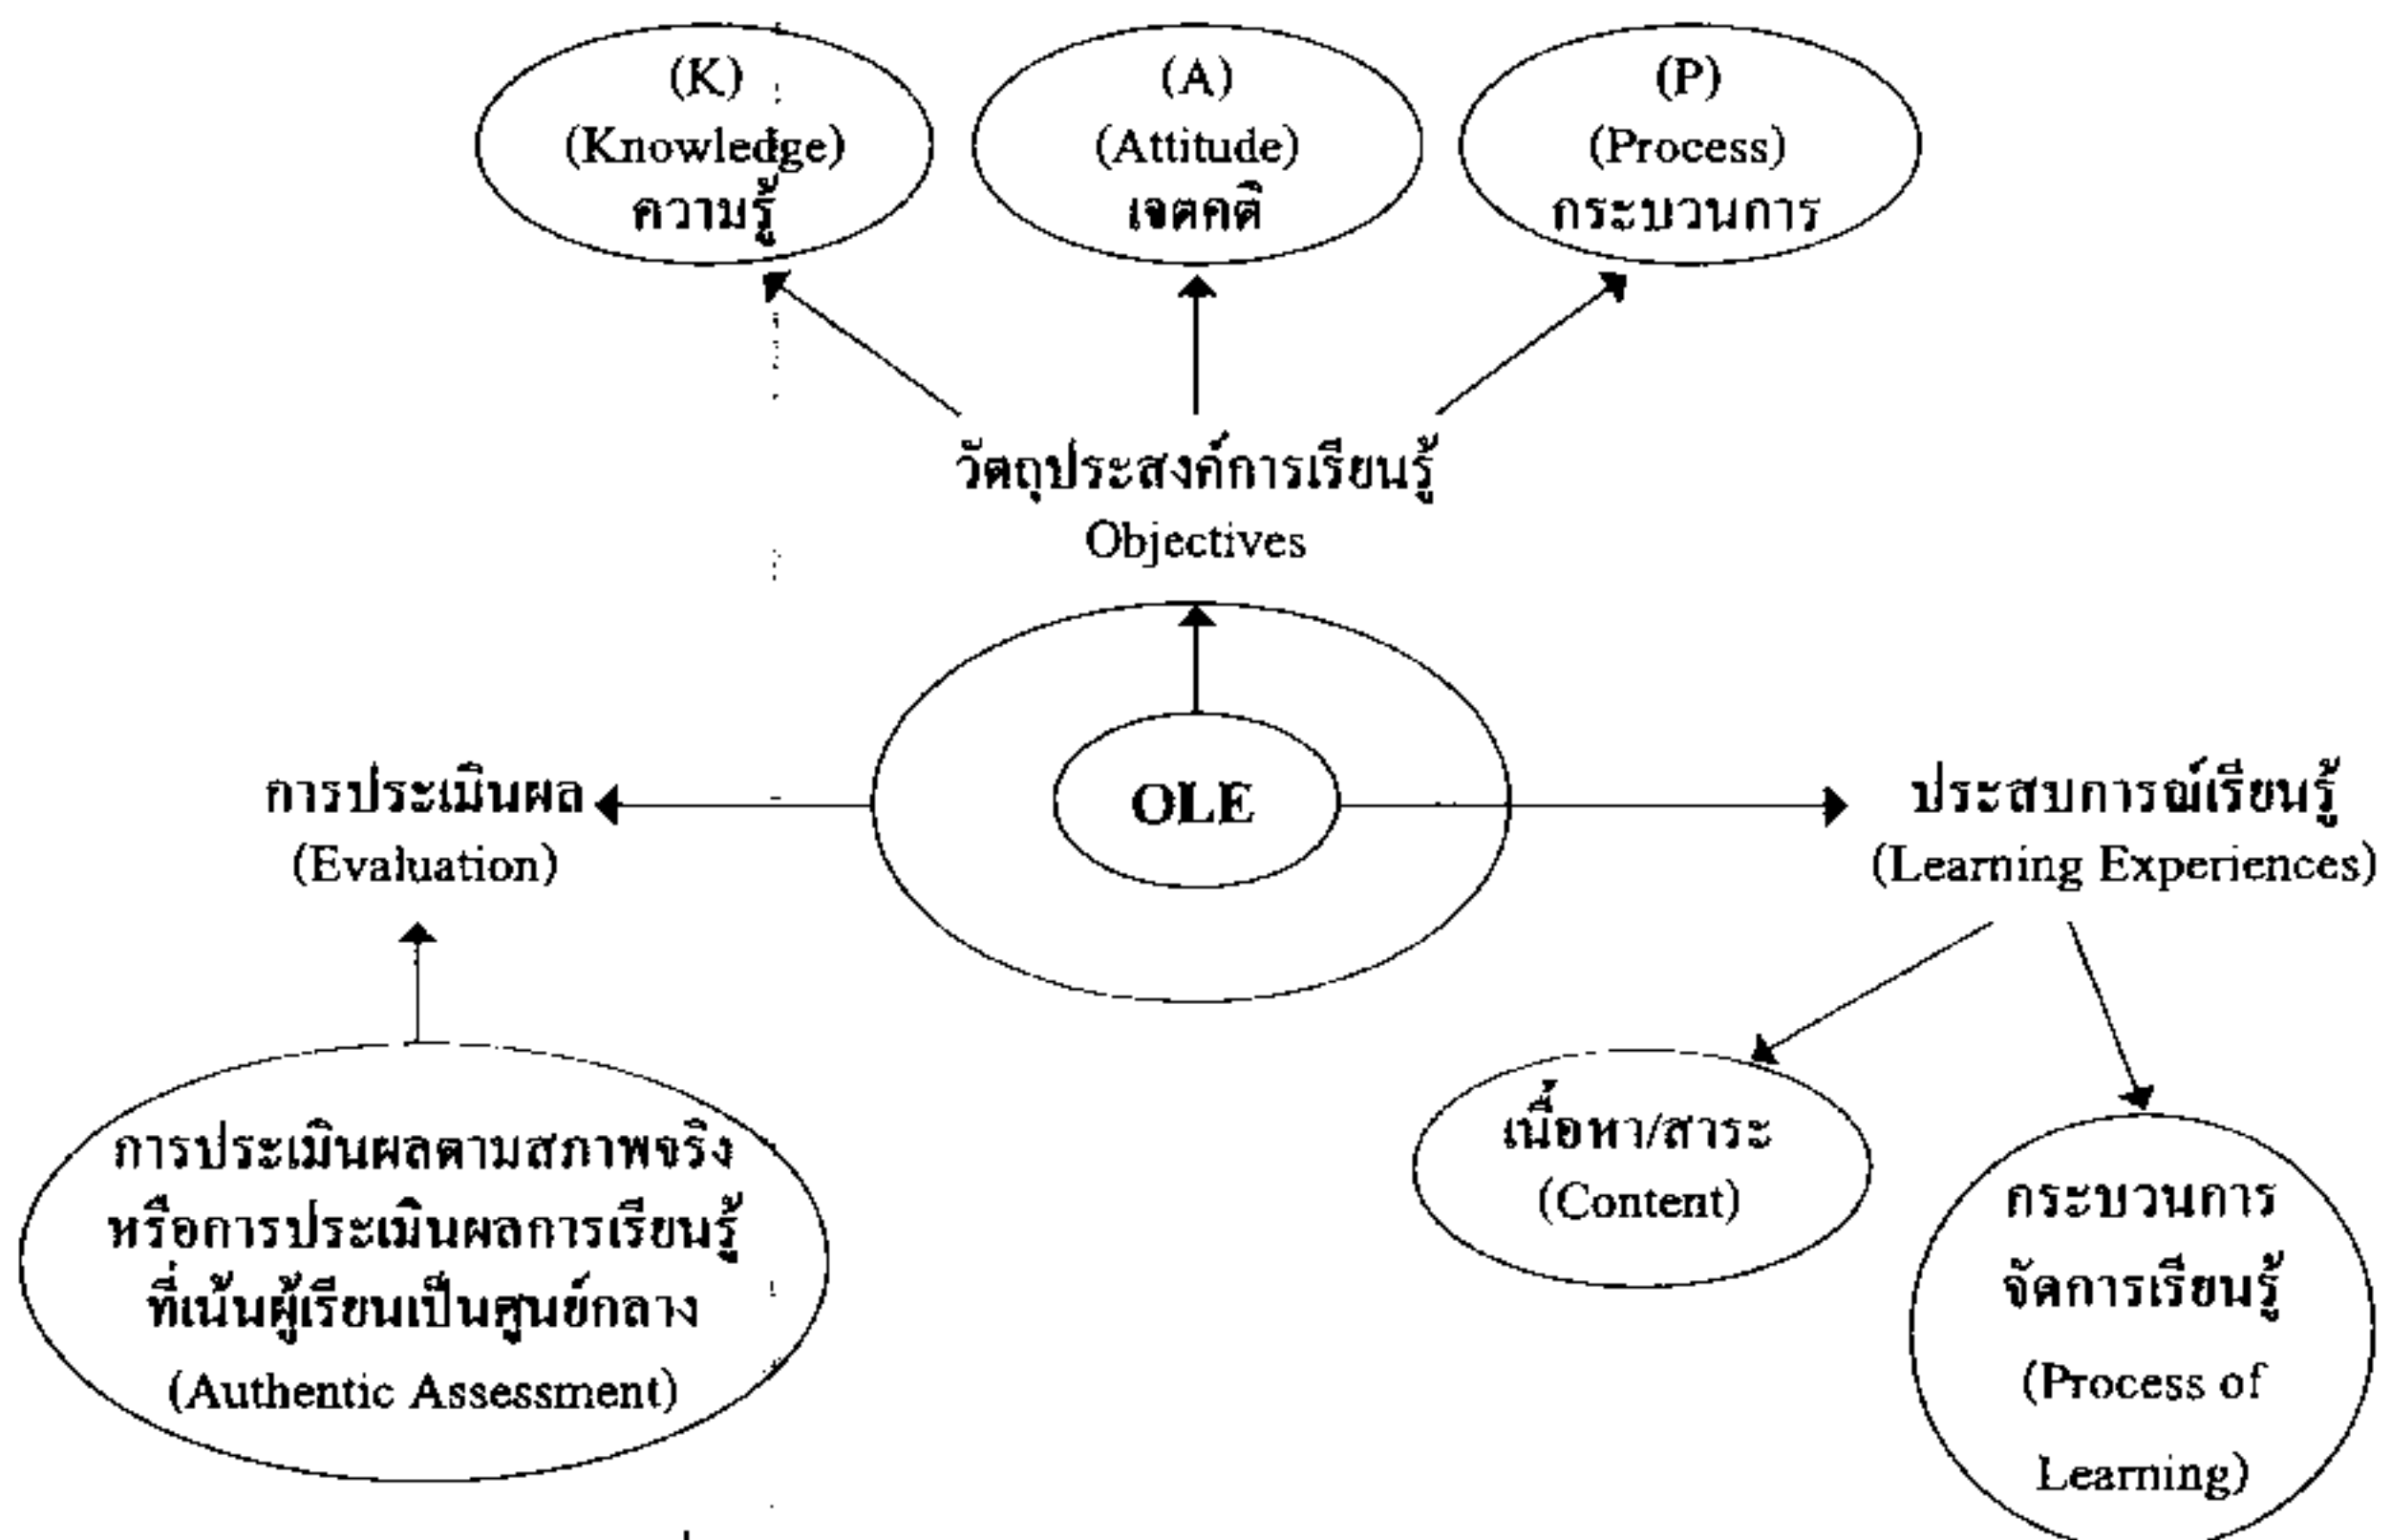 (K)
(Knowledge)
ความรู้
(A)
(Attitude)
เจตคติ
(P)
(Process)
กระบวนการ
วัตถุประสงค์การเรียนรู้
Objectives
OLE
การประเมินผล
(Evaluation)
ประสบการณ์เรียนรู้
(Learning Experiences)
การประเมินผลตามสภาพจริง
หรือการประเมินผลการเรียนรู้
ที่เน้นผู้เรียนเป็นศูนย์กลาง
(Authentic Assessment)
เนื้อหา/สาระ
(Content)
กระบวนการ
จัดการเรียนรู้
(Process of
Learning)